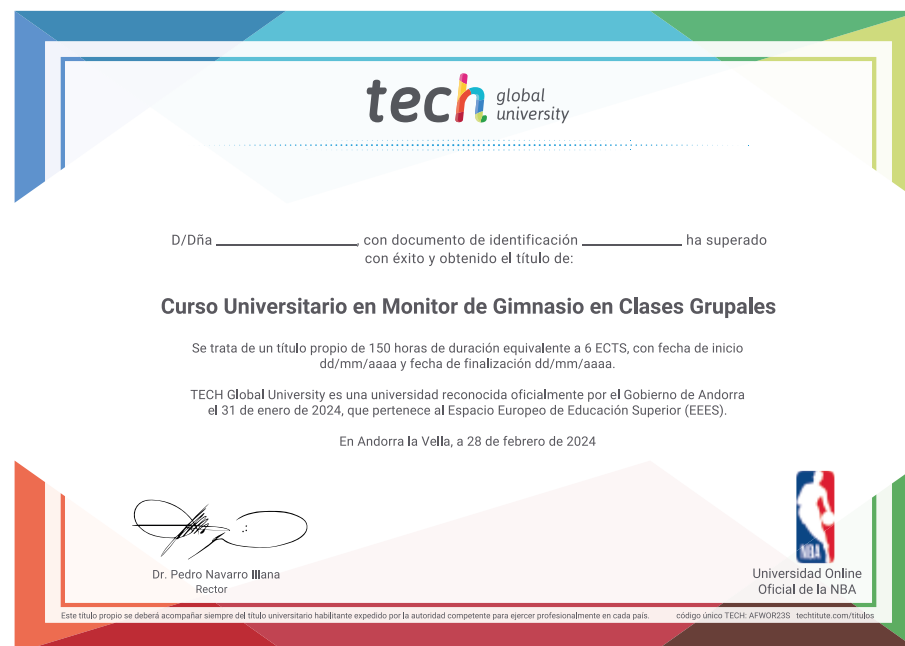 tech global university
D/Dña ____________________, con documento de identificación ______________ ha superado
con éxito y obtenido el título de:
Curso Universitario en Monitor de Gimnasio en Clases Grupales
Se trata de un título propio de 150 horas de duración equivalente a 6 ECTS, con fecha de inicio
dd/mm/aaaa y fecha de finalización dd/mm/aaaa.
TECH Global University es una universidad reconocida oficialmente por el Gobierno de Andorra
el 31 de enero de 2024, que pertenece al Espacio Europeo de Educación Superior (EEES).
En Andorra la Vella, a 28 de febrero de 2024
NBA
Dr. Pedro Navarro Illana
Rector
Universidad Online
Oficial de la NBA
Este título propio se deberá acompañar siempre del título universitario habilitante expedido por la autoridad competente para ejercer profesionalmente en cada país. código único TECH: AFWOR23S techtitute.com/titulos